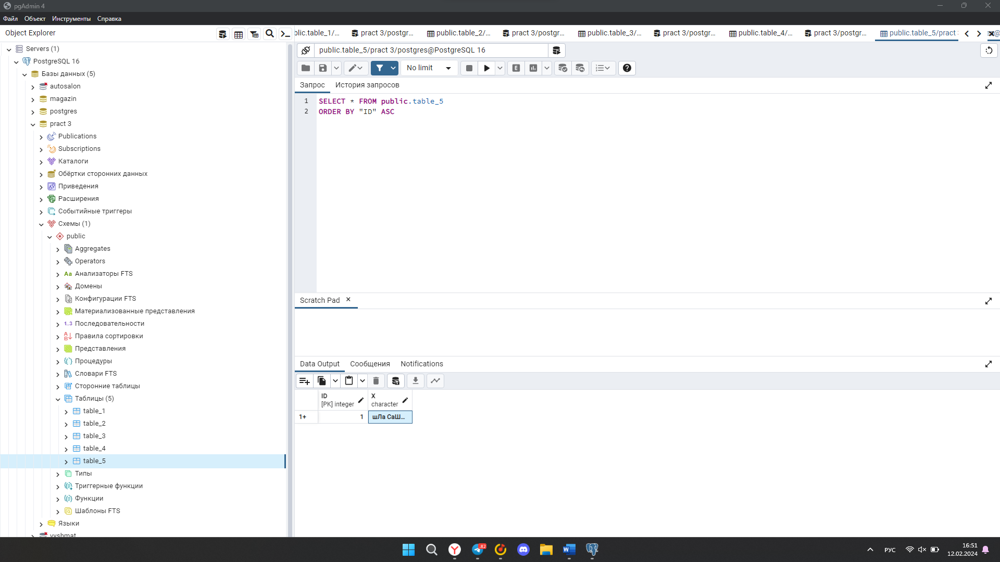 pgAdmin 4
Файл Объект Инструменты Справка
Object Explorer
blic.table_1/... pract 3/postgr... public.table_2/... pract 3/postgr... public.table_3/... pract 3/postgr... public.table_4/... pract 3/postgr... public.table_5/pract
Servers (1)
PostgreSQL 16
Базы данных (5)
autosalon
magazin
postgres
pract 3
Publications
Subscriptions
Каталоги
Обёртки сторонних данных
Приведения
Расширения
Событийные триггеры
Схемы (1)
public
Aggregates
Operators
Aa Анализаторы FTS
Домены
Конфигурации FTS
Материализованные представления
1..3 Последовательности
Правила сортировки
Представления
Процедуры
Словари FTS
Сторонние таблицы
Таблицы (5)
table_1
table_2
table_3
table_4
table_5
Типы
Триггерные функции
Функции
Шаблоны FTS
Языки
vyshmat
public.table_5/pract 3/postgres@PostgreSQL 16
No limit
E
Запрос История запросов
1 SELECT * FROM public.table_5
2 ORDER BY "ID" ASC
Scratch Pad
Data Output Сообщения Notifications
ID
[PK] integer
X
character
1+ 1 шЛа СаШ...
82
РУС
16:51
12.02.2024